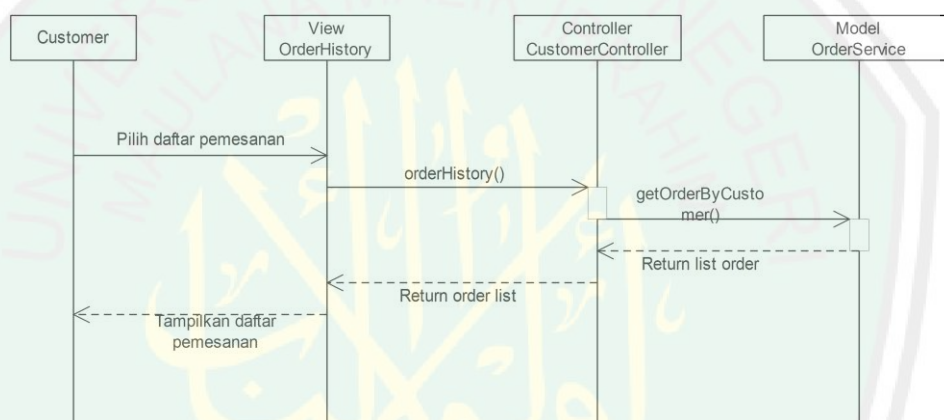 Customer
View
OrderHistory
Controller
CustomerController
Model
OrderService
Pilih daftar pemesanan
orderHistory()
getOrderByCusto
mer()
Return list order
Return order list
Tampilkan daftar
pemesanan